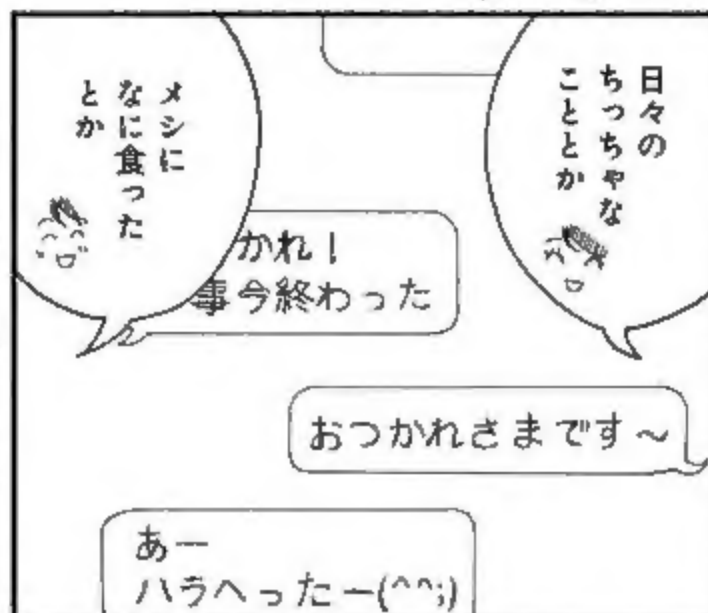 日々の
ちっちゃな
こととか
メシに
なに食った
とか
かれ!
事今終わった
おつかれさまです～
あー
ハラへったー(^^;)